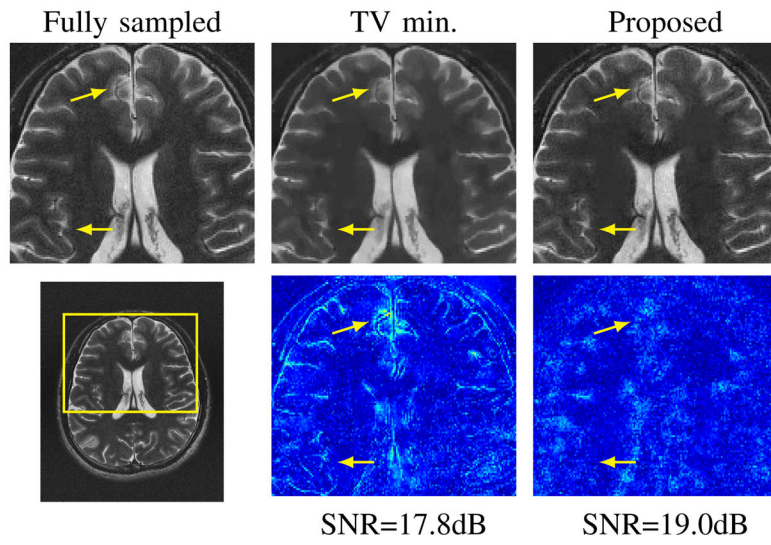 Fully sampled
TV min.
Proposed
SNR=17.8dB
SNR=19.0dB